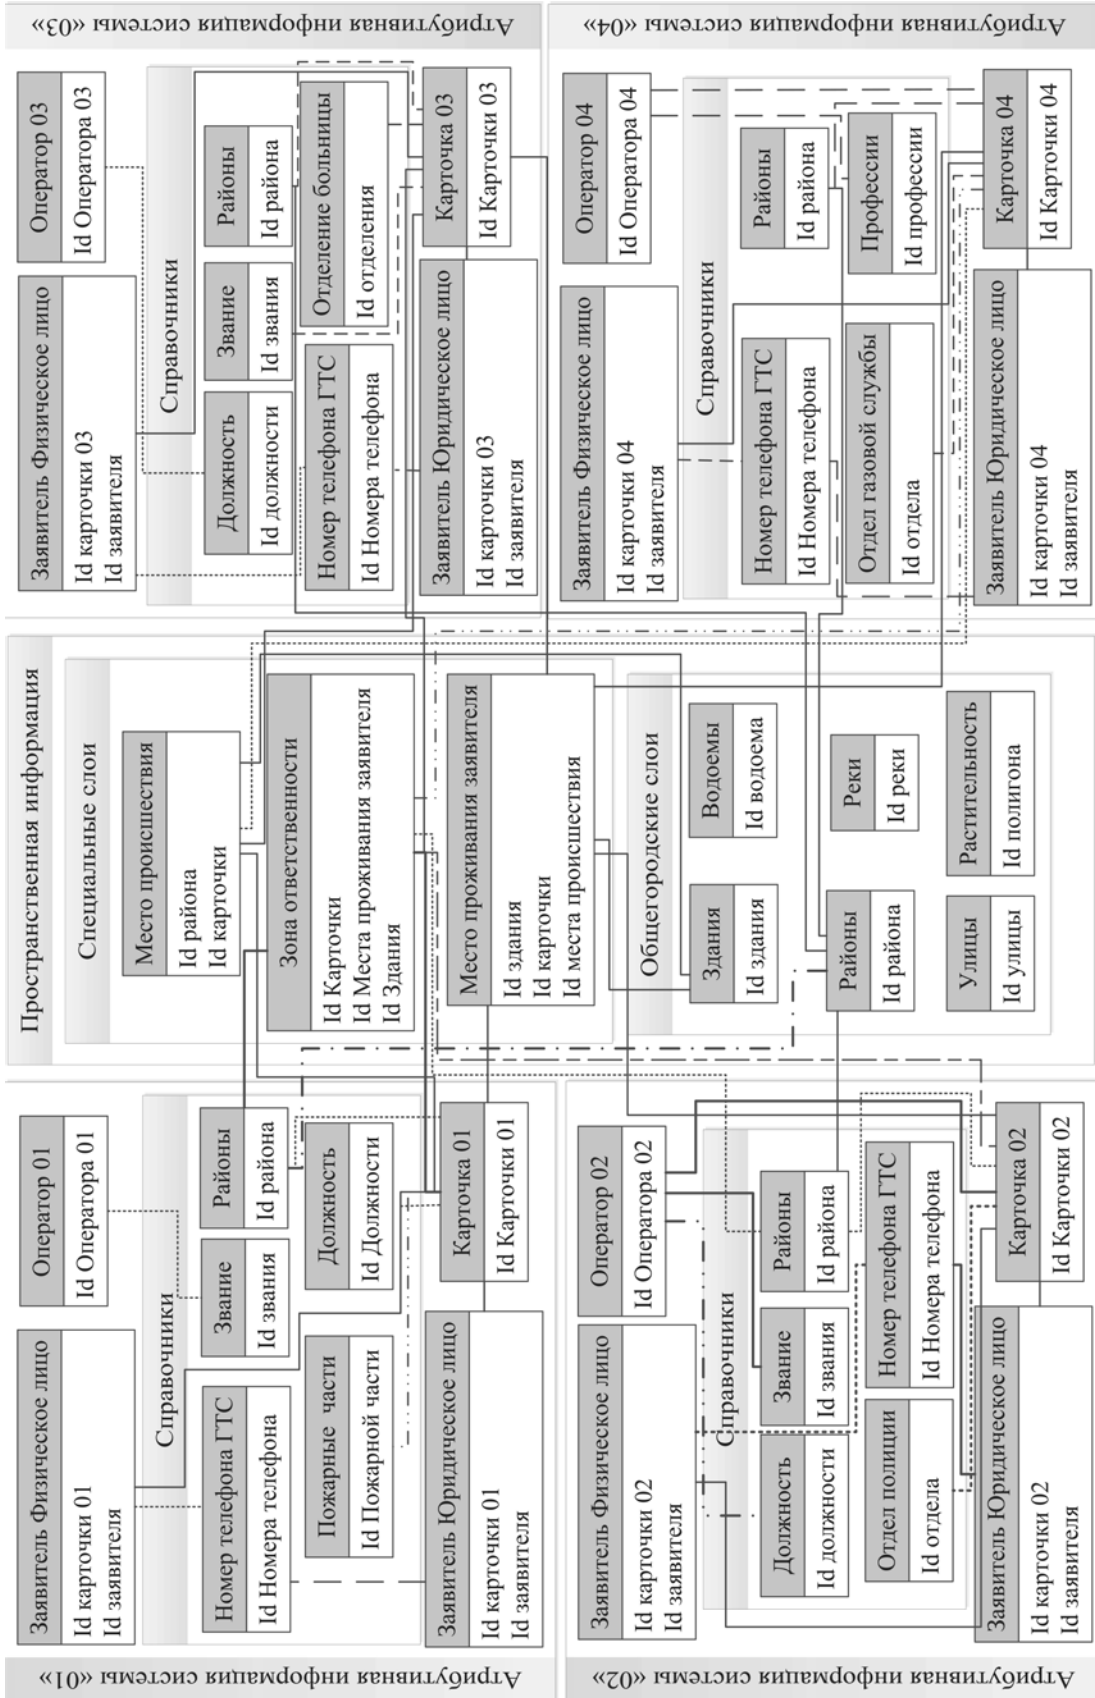 Атрибутивная информация системы «01»
Заявитель Физическое лицо
Id карточки 01
Id заявителя
Оператор 01
Id Оператора 01
Справочники
Номер телефона ГТС
Id Номера телефона
Звание
Id звания
Районы
Id района
Пожарные части
Id Пожарной части
Должность
Id Должности
Заявитель Юридическое лицо
Id карточки 01
Id заявителя
Карточка 01
Id Карточки 01
Атрибутивная информация системы «02»
Заявитель Физическое лицо
Id карточки 02
Id заявителя
Оператор 02
Id Оператора 02
Справочники
Должность
Id должности
Звание
Id звания
Районы
Id района
Отдел полиции
Id отдела
Номер телефона ГТС
Id Номера телефона
Заявитель Юридическое лицо
Id карточки 02
Id заявителя
Карточка 02
Id Карточки 02
Пространственная информация
Специальные слои
Место происшествия
Id района
Id карточки
Зона ответственности
Id Карточки
Id Места проживания заявителя
Id Здания
Место проживания заявителя
Id здания
Id карточки
Id места происшествия
Общегородские слои
Здания
Id здания
Водоемы
Id водоема
Районы
Id района
Реки
Id реки
Улицы
Id улицы
Растительность
Id полигона
Атрибутивная информация системы «03»
Заявитель Физическое лицо
Id карточки 03
Id заявителя
Оператор 03
Id Оператора 03
Справочники
Должность
Id должности
Звание
Id звания
Районы
Id района
Номер телефона ГТС
Id Номера телефона
Отделение больницы
Id отделения
Заявитель Юридическое лицо
Id карточки 03
Id заявителя
Карточка 03
Id Карточки 03
Атрибутивная информация системы «04»
Заявитель Физическое лицо
Id карточки 04
Id заявителя
Оператор 04
Id Оператора 04
Справочники
Номер телефона ГТС
Id Номера телефона
Районы
Id района
Отдел газовой службы
Id отдела
Профессии
Id профессии
Заявитель Юридическое лицо
Id карточки 04
Id заявителя
Карточка 04
Id Карточки 04